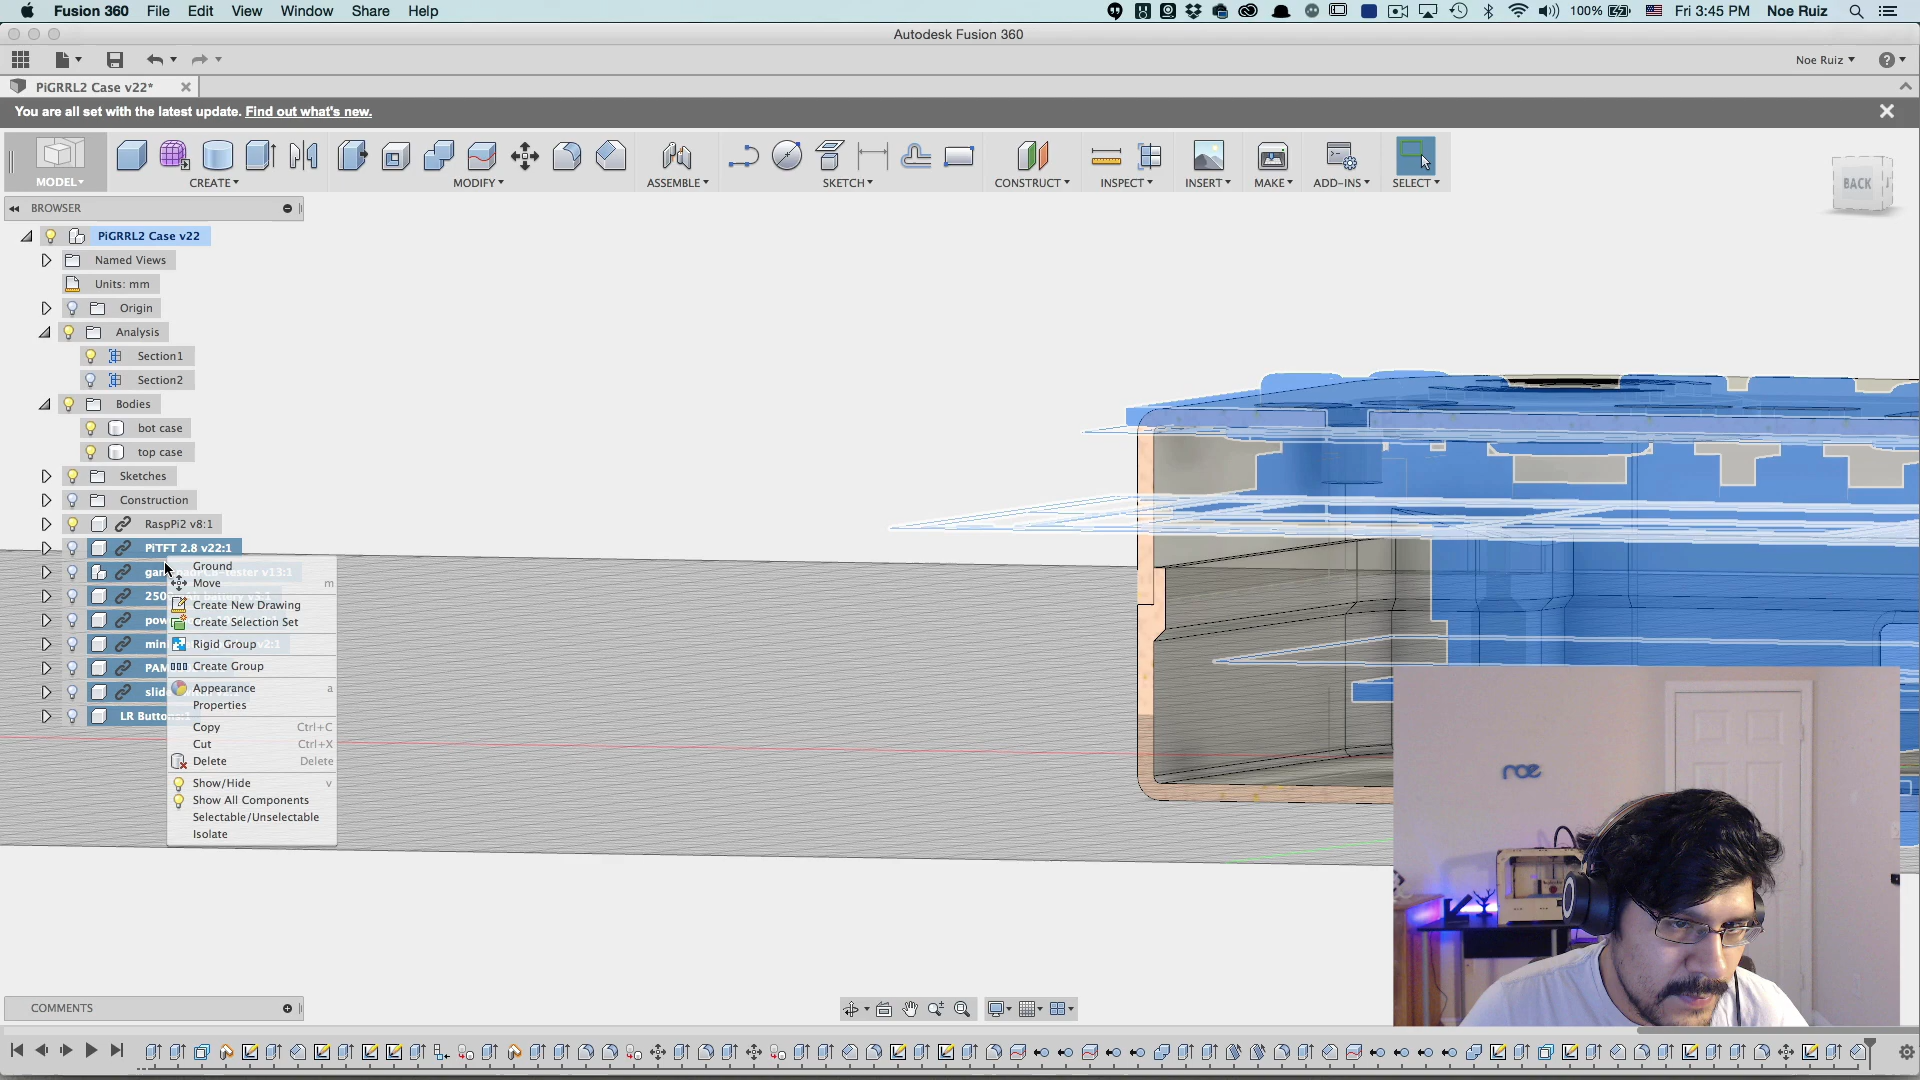 Fusion 360 File Edit View Window Share Help 100% Fri 3:45 PM Noe Ruiz
Autodesk Fusion 360
Noe Ruiz
PiGRRL2 Case v22*
You are all set with the latest update. Find out what's new.
MODEL
CREATE MODIFY ASSEMBLE SKETCH CONSTRUCT INSPECT INSERT MAKE ADD-INS SELECT
BACK
BROWSER
PiGRRL2 Case v22
Named Views
Units: mm
Origin
Analysis
Section1
Section2
Bodies
bot case
top case
Sketches
Construction
RaspPi2 v8:1
PiTFT 2.8 v22:1
Ground
Move m
Create New Drawing
Create Selection Set
Rigid Group
Create Group
Appearance a
Properties
LR Buttons:1
Copy Ctrl+C
Cut Ctrl+X
Delete Delete
Show/Hide v
Show All Components
Selectable/Unselectable
Isolate
noe
COMMENTS